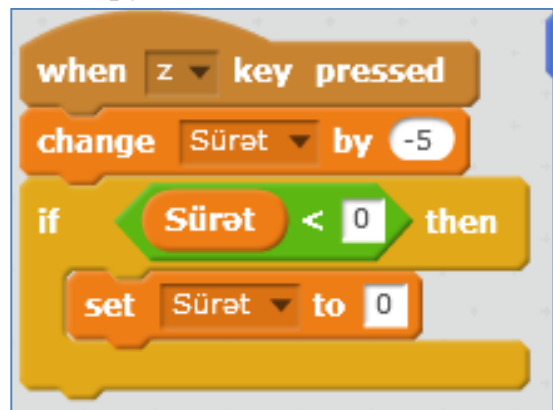 when z key pressed
change Sürət by -5
if Sürət < 0 then
set Sürət to 0